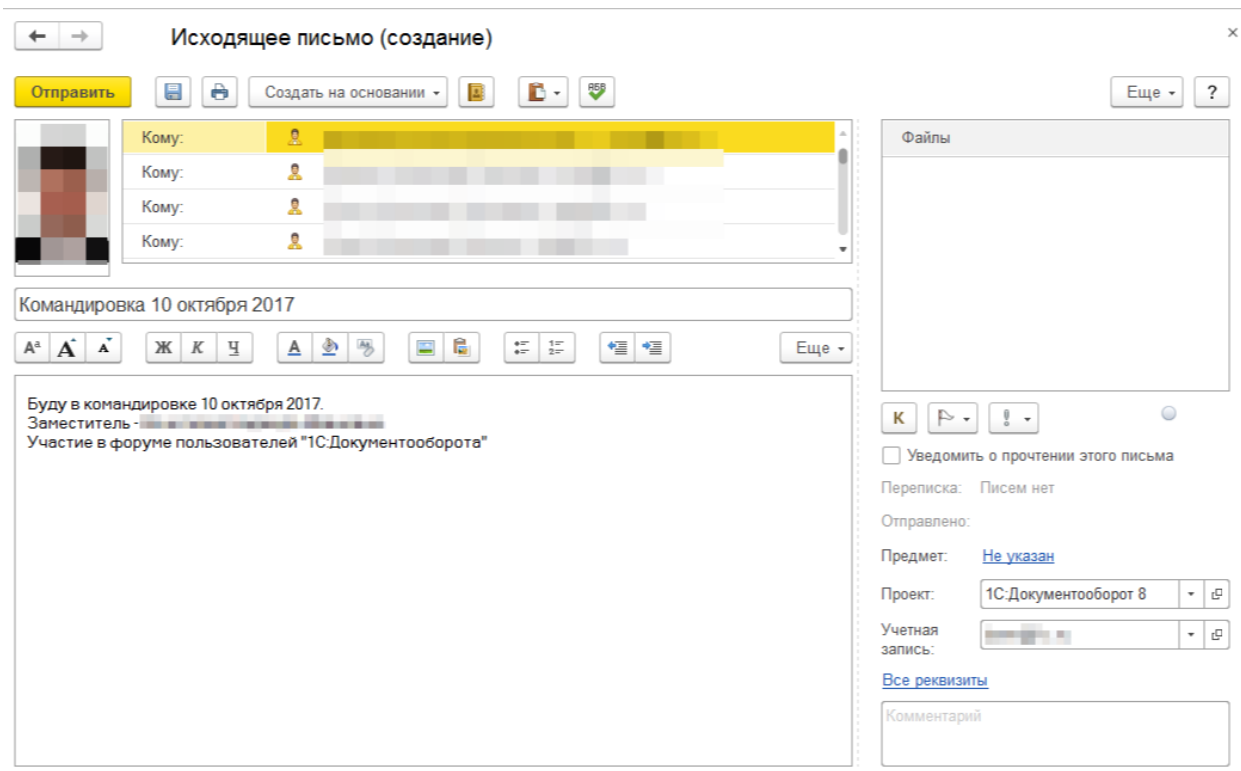 Исходящее письмо (создание)
Отправить
Создать на основании
Еще
?
Кому:
Кому:
Кому:
Кому:
Файлы
Командировка 10 октября 2017
Ж К Ч
Еще
Буду в командировке 10 октября 2017.
Заместитель -
Участие в форуме пользователей "1С:Документооборота"
К
Уведомить о прочтении этого письма
Переписка: Писем нет
Отправлено:
Предмет: Не указан
Проект: 1С:Документооборот 8
Учетная
запись:
Все реквизиты
Комментарий